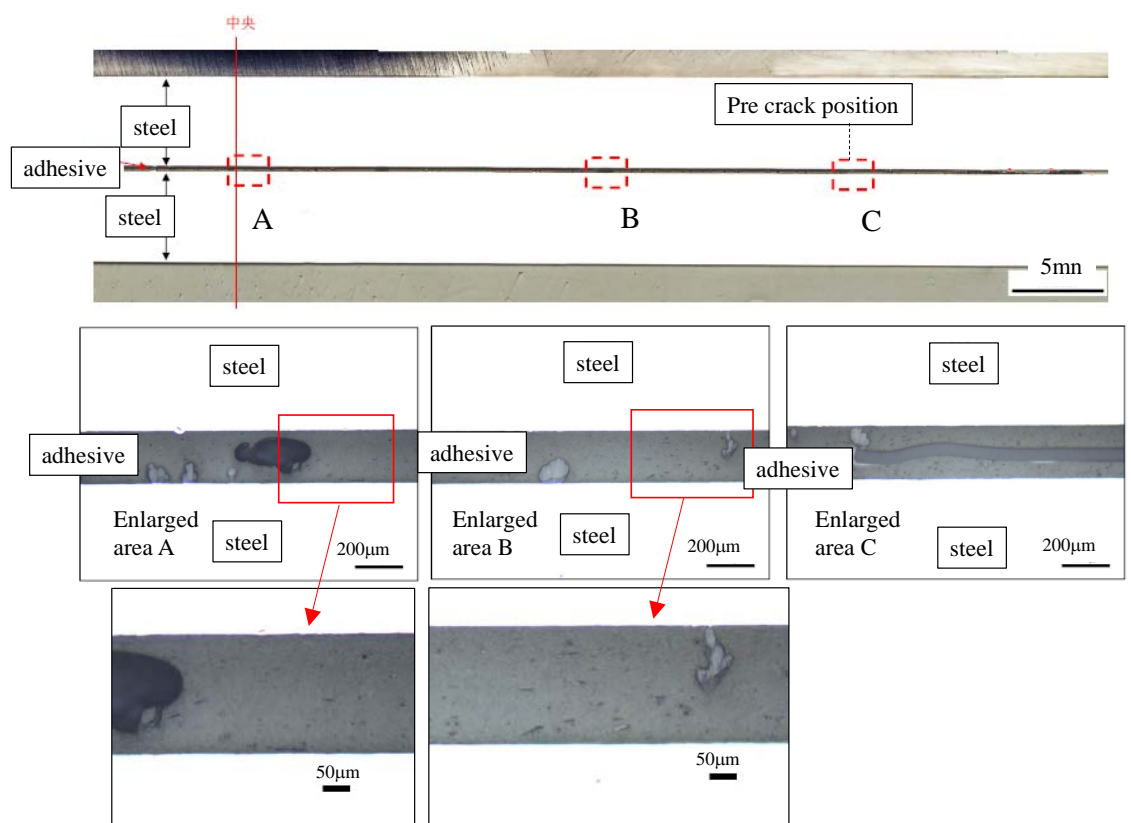 中央
steel
Pre crack position
adhesive
steel
A
B
C
5mn
steel
steel
steel
adhesive
adhesive
adhesive
Enlarged
area A
steel
200μm
Enlarged
area B
steel
200μm
Enlarged
area C
steel
200μm
50μm
50μm